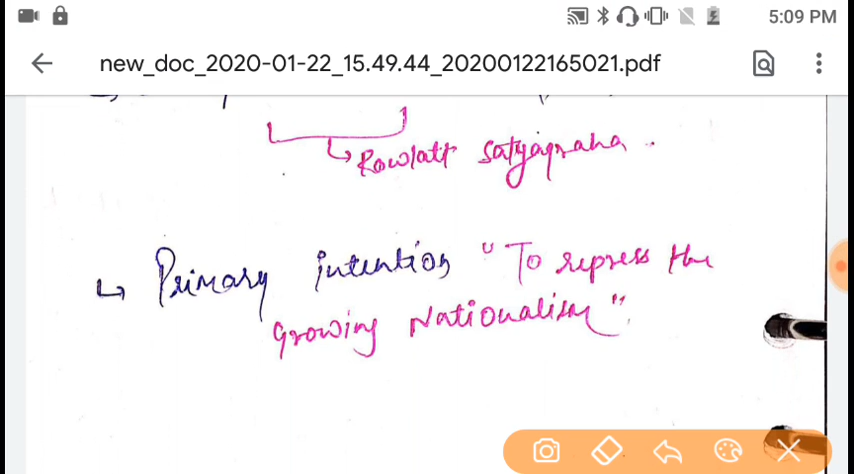 5:09 PM
new_doc_2020-01-22_15.49.44_20200122165021.pdf
↳ Rowlatt Satyagraha .
↳ Primary intention "To repress the
growing Nationalism".